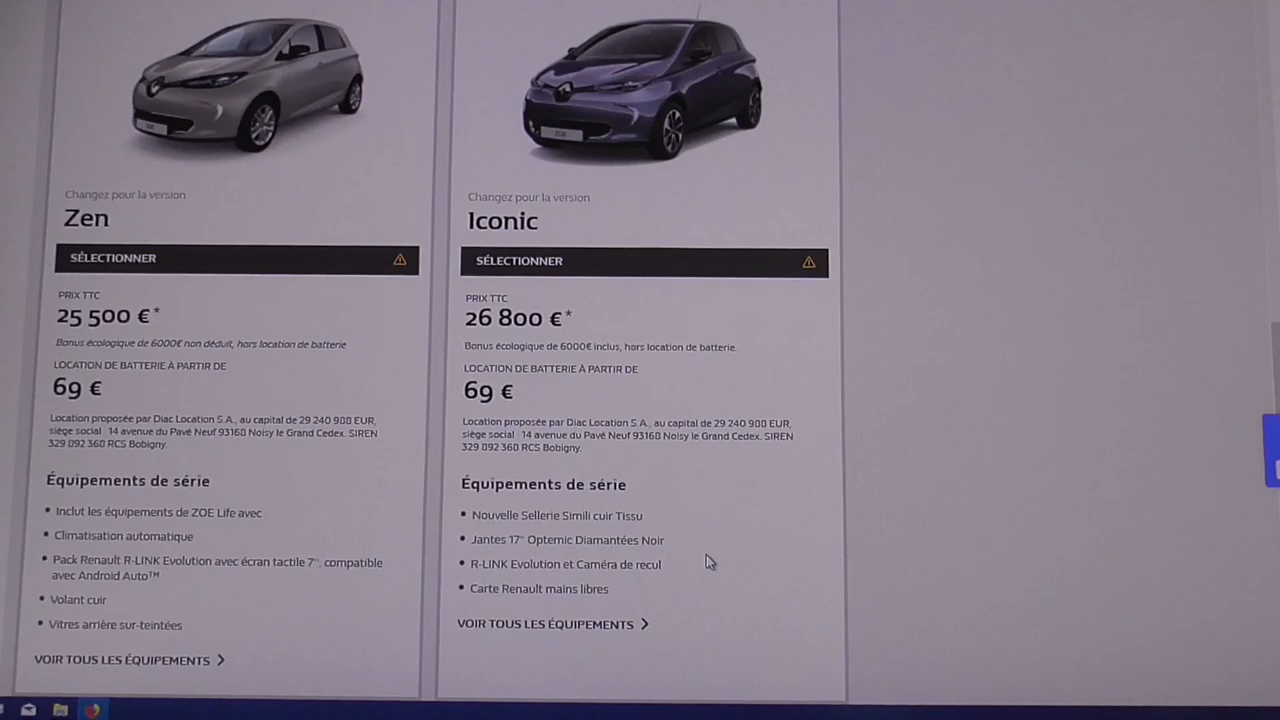 Changez pour la version
Zen
SÉLECTIONNER
PRIX TTC
25 500 €*
Bonus écologique de 6000€ non déduit, hors location de batterie
LOCATION DE BATTERIE À PARTIR DE
69 €
Location proposée par Diac Location S.A., au capital de 29 240 900 EUR,
siège social : 14 avenue du Pavé Neuf 93160 Noisy le Grand Cedex. SIREN
329 092 360 RCS Bobigny.
Équipements de série
• Inclut les équipements de ZOE Life avec
• Climatisation automatique
• Pack Renault R-LINK Evolution avec écran tactile 7", compatible
avec Android Auto™
• Volant cuir
• Vitres arrière sur-teintées
VOIR TOUS LES ÉQUIPEMENTS >
Changez pour la version
Iconic
SÉLECTIONNER
PRIX TTC
26 800 €*
Bonus écologique de 6000€ inclus, hors location de batterie.
LOCATION DE BATTERIE À PARTIR DE
69 €
Location proposée par Diac Location S.A., au capital de 29 240 900 EUR,
siège social : 14 avenue du Pavé Neuf 93160 Noisy le Grand Cedex. SIREN
329 092 360 RCS Bobigny.
Équipements de série
• Nouvelle Sellerie Simili cuir Tissu
• Jantes 17" Optemic Diamantées Noir
• R-LINK Evolution et Caméra de recul
• Carte Renault mains libres
VOIR TOUS LES ÉQUIPEMENTS >